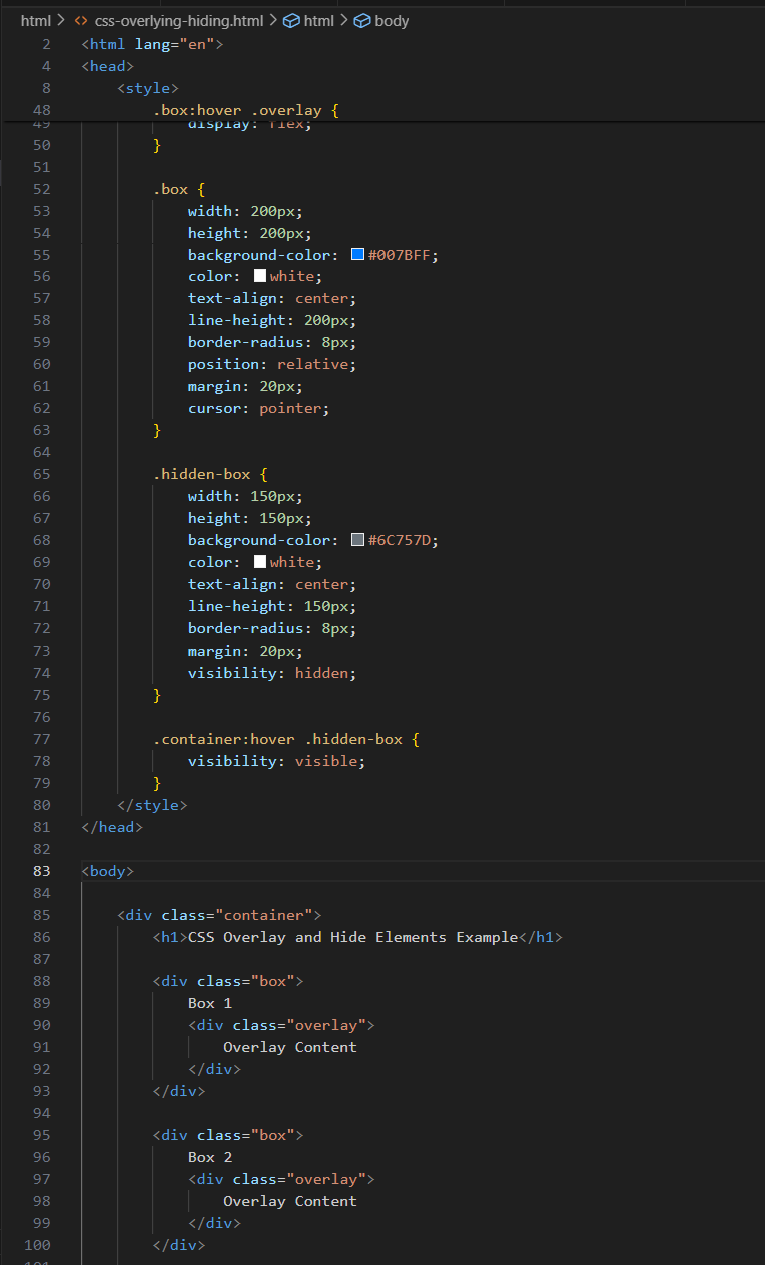 html > css-overlying-hiding.html > html > body
2 <html lang="en">
4 <head>
8 <style>
48 .box:hover .overlay {
49 display: flex;
50 }
51
52 .box {
53 width: 200px;
54 height: 200px;
55 background-color: #007BFF;
56 color: white;
57 text-align: center;
58 line-height: 200px;
59 border-radius: 8px;
60 position: relative;
61 margin: 20px;
62 cursor: pointer;
63 }
64
65 .hidden-box {
66 width: 150px;
67 height: 150px;
68 background-color: #6C757D;
69 color: white;
70 text-align: center;
71 line-height: 150px;
72 border-radius: 8px;
73 margin: 20px;
74 visibility: hidden;
75 }
76
77 .container:hover .hidden-box {
78 visibility: visible;
79 }
80 </style>
81 </head>
82
83 <body>
84
85 <div class="container">
86 <h1>CSS Overlay and Hide Elements Example</h1>
87
88 <div class="box">
89 Box 1
90 <div class="overlay">
91 Overlay Content
92 </div>
93 </div>
94
95 <div class="box">
96 Box 2
97 <div class="overlay">
98 Overlay Content
99 </div>
100 </div>
101